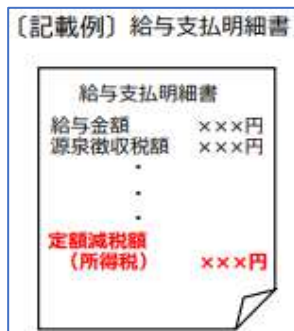 〔記載例〕給与支払明細書
給与支払明細書
給与金額 ×××円
源泉徴収税額 ×××円
・
・
・
定額減税額
(所得税) ×××円